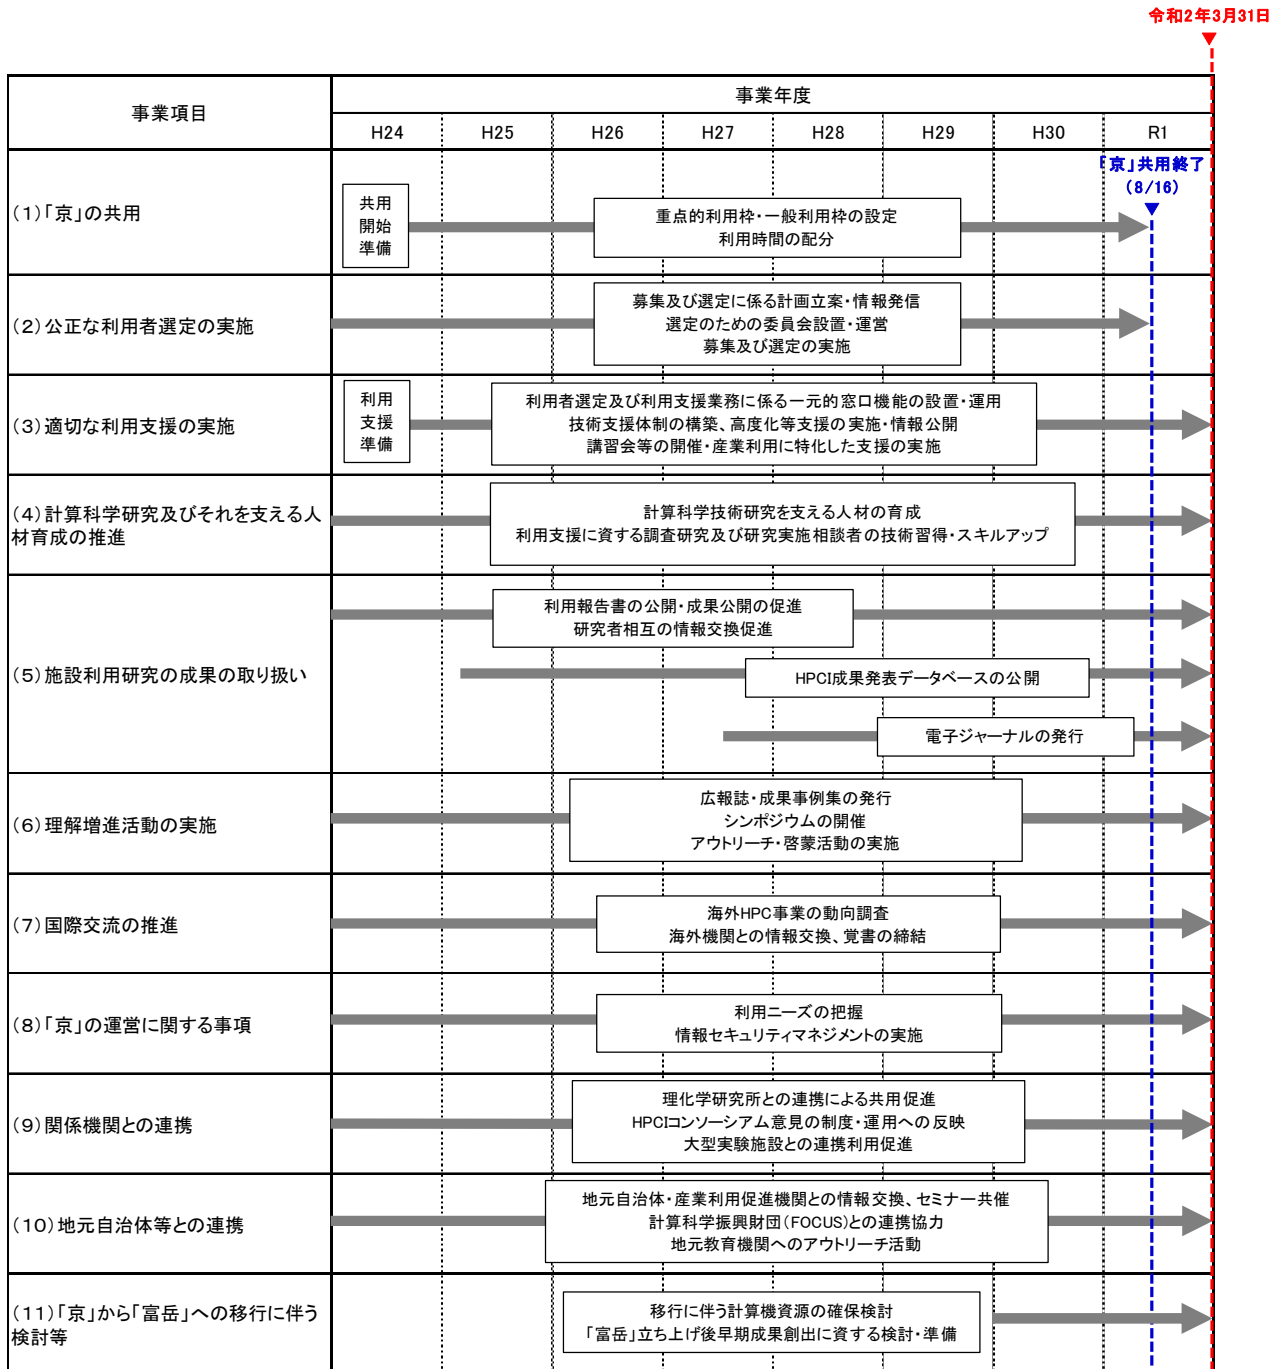 令和2年3月31日
事業項目
事業年度
H24
H25
H26
H27
H28
H29
H30
R1
「京」共用終了
(8/16)
(1)「京」の共用
共用
開始
準備
重点的利用枠・一般利用枠の設定
利用時間の配分
(2)公正な利用者選定の実施
募集及び選定に係る計画立案・情報発信
選定のための委員会設置・運営
募集及び選定の実施
(3)適切な利用支援の実施
利用
支援
準備
利用者選定及び利用支援業務に係る一元的窓口機能の設置・運用
技術支援体制の構築、高度化等支援の実施・情報公開
講習会等の開催・産業利用に特化した支援の実施
(4)計算科学研究及びそれを支える人
材育成の推進
計算科学技術研究を支える人材の育成
利用支援に資する調査研究及び研究実施相談者の技術習得・スキルアップ
(5)施設利用研究の成果の取り扱い
利用報告書の公開・成果公開の促進
研究者相互の情報交換促進
HPCI成果発表データベースの公開
電子ジャーナルの発行
(6)理解増進活動の実施
広報誌・成果事例集の発行
シンポジウムの開催
アウトリーチ・啓蒙活動の実施
(7)国際交流の推進
海外HPC事業の動向調査
海外機関との情報交換、覚書の締結
(8)「京」の運営に関する事項
利用ニーズの把握
情報セキュリティマネジメントの実施
(9)関係機関との連携
理化学研究所との連携による共用促進
HPCIコンソーシアム意見の制度・運用への反映
大型実験施設との連携利用促進
(10)地元自治体等との連携
地元自治体・産業利用促進機関との情報交換、セミナー共催
計算科学振興財団(FOCUS)との連携協力
地元教育機関へのアウトリーチ活動
(11)「京」から「富岳」への移行に伴う
検討等
移行に伴う計算機資源の確保検討
「富岳」立ち上げ後早期成果創出に資する検討・準備